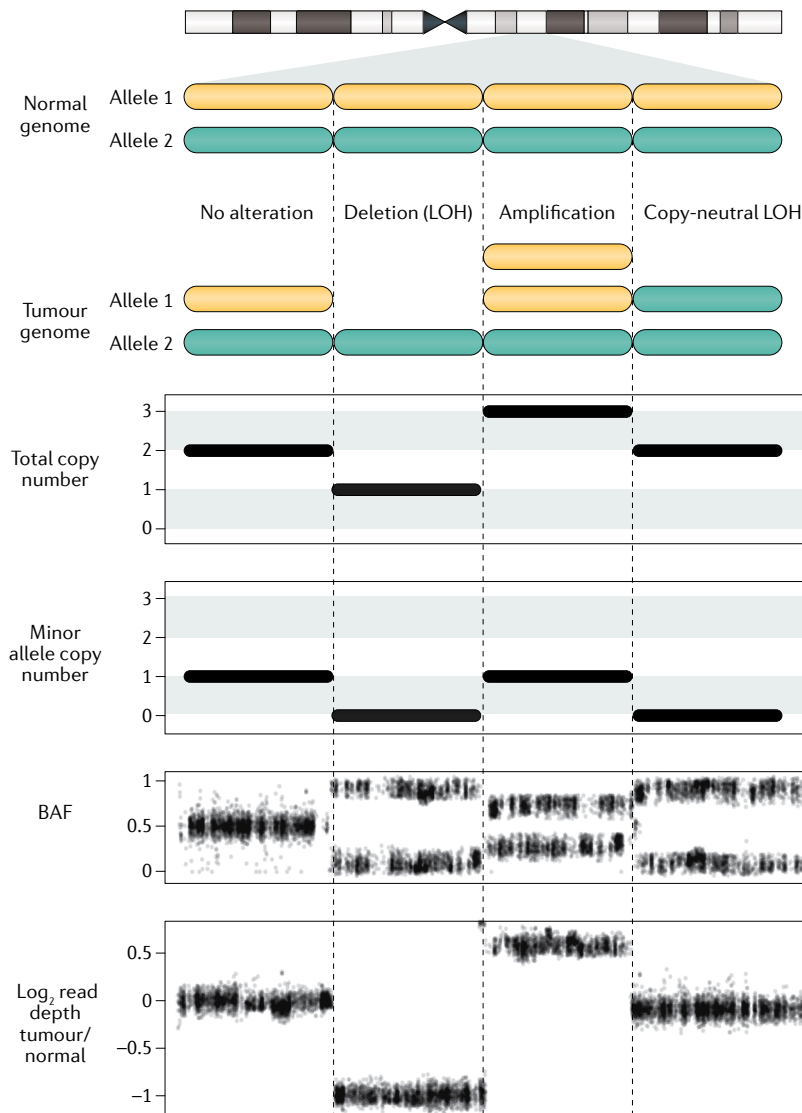 Normal
genome
Allele 1
Allele 2
No alteration
Deletion (LOH)
Amplification
Copy-neutral LOH
Tumour
genome
Allele 1
Allele 2
Total copy
number
3
2
1
0
Minor
allele copy
number
3
2
1
0
BAF
1
0.5
0
Log₂ read
depth
tumour/
normal
0.5
0
–0.5
–1